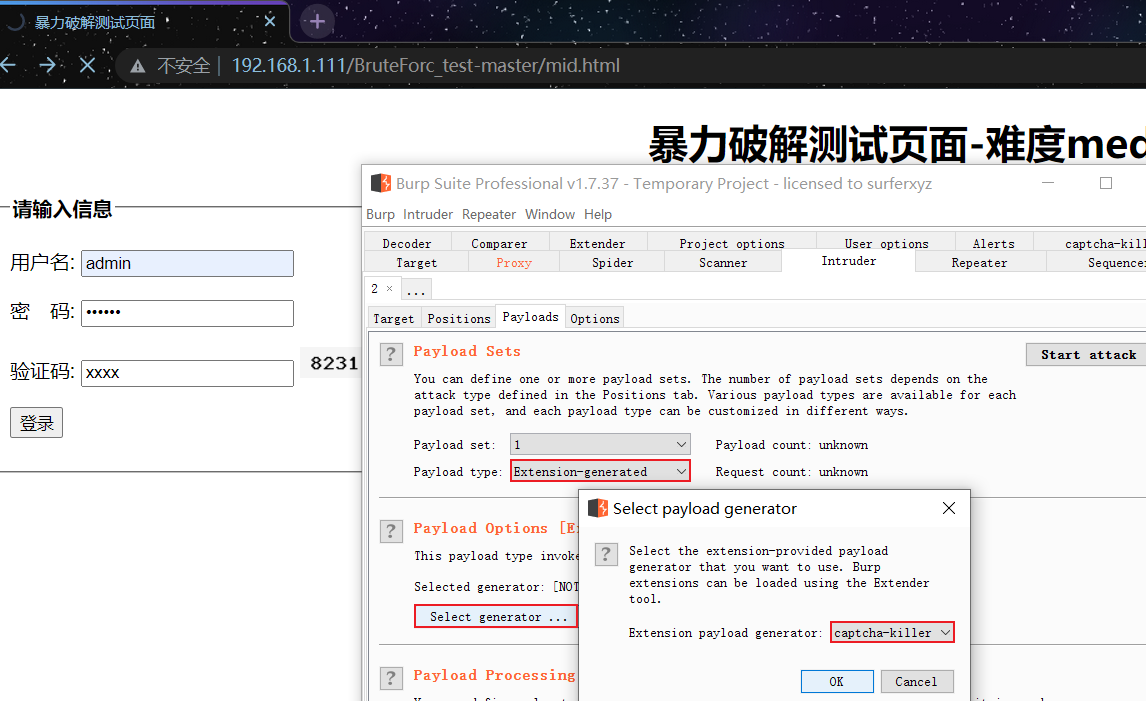 暴力破解测试页面
不安全 | 192.168.1.111/BruteForc_test-master/mid.html
暴力破解测试页面-难度med
请输入信息
用户名: admin
密 码: ••••••
验证码: xxxx
8231
登录
Burp Suite Professional v1.7.37 - Temporary Project - licensed to surferxyz
Burp Intruder Repeater Window Help
Decoder Comparer Extender Project options User options Alerts captcha-kill
Target Proxy Spider Scanner Intruder Repeater Sequence
2 × ...
Target Positions Payloads Options
? Payload Sets
Start attack
You can define one or more payload sets. The number of payload sets depends on the
attack type defined in the Positions tab. Various payload types are available for each
payload set, and each payload type can be customized in different ways.
Payload set: 1 Payload count: unknown
Payload type: Extension-generated Request count: unknown
? Payload Options [E
This payload type invoke
Selected generator: [NOT
Select generator ...
? Payload Processing
Select payload generator
? Select the extension-provided payload
generator that you want to use. Burp
extensions can be loaded using the Extender
tool.
Extension payload generator: captcha-killer
OK Cancel